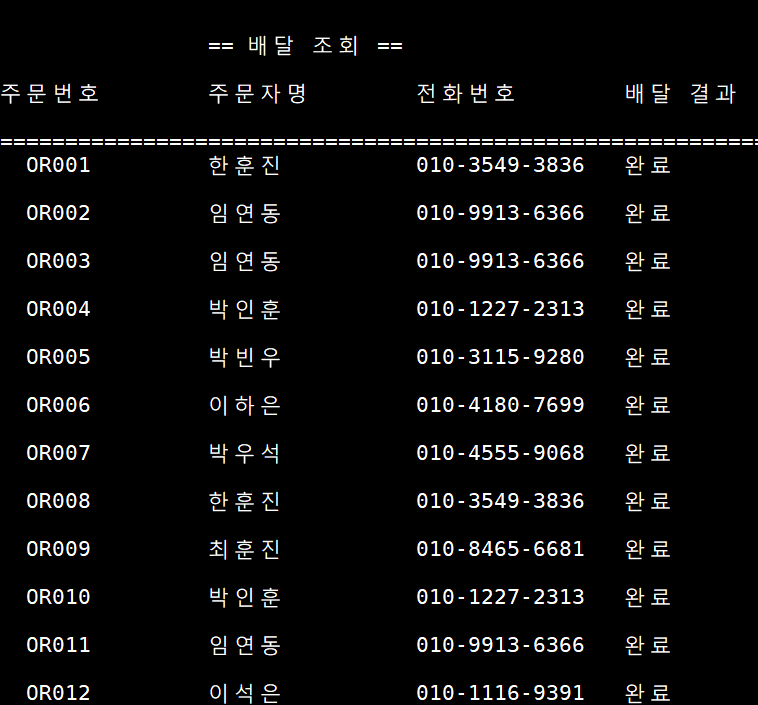 == 배달 조회 ==
주문번호 주문자명 전화번호 배달 결과
==========================================================
OR001 한훈진 010-3549-3836 완료
OR002 임연동 010-9913-6366 완료
OR003 임연동 010-9913-6366 완료
OR004 박인훈 010-1227-2313 완료
OR005 박빈우 010-3115-9280 완료
OR006 이하은 010-4180-7699 완료
OR007 박우석 010-4555-9068 완료
OR008 한훈진 010-3549-3836 완료
OR009 최훈진 010-8465-6681 완료
OR010 박인훈 010-1227-2313 완료
OR011 임연동 010-9913-6366 완료
OR012 이석은 010-1116-9391 완료